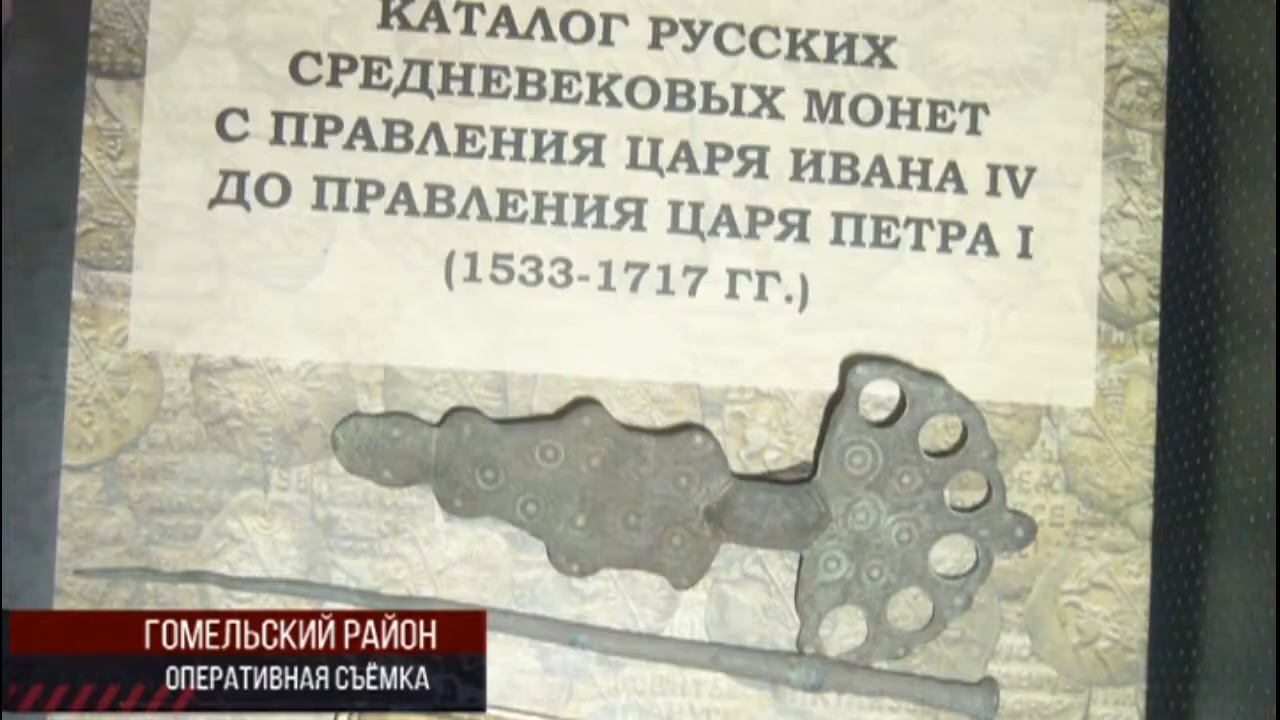 КАТАЛОГ РУССКИХ
СРЕДНЕВЕКОВЫХ МОНЕТ
С ПРАВЛЕНИЯ ЦАРЯ ИВАНА IV
ДО ПРАВЛЕНИЯ ЦАРЯ ПЕТРА I
(1533-1717 ГГ.)
ГОМЕЛЬСКИЙ РАЙОН
ОПЕРАТИВНАЯ СЪЁМКА